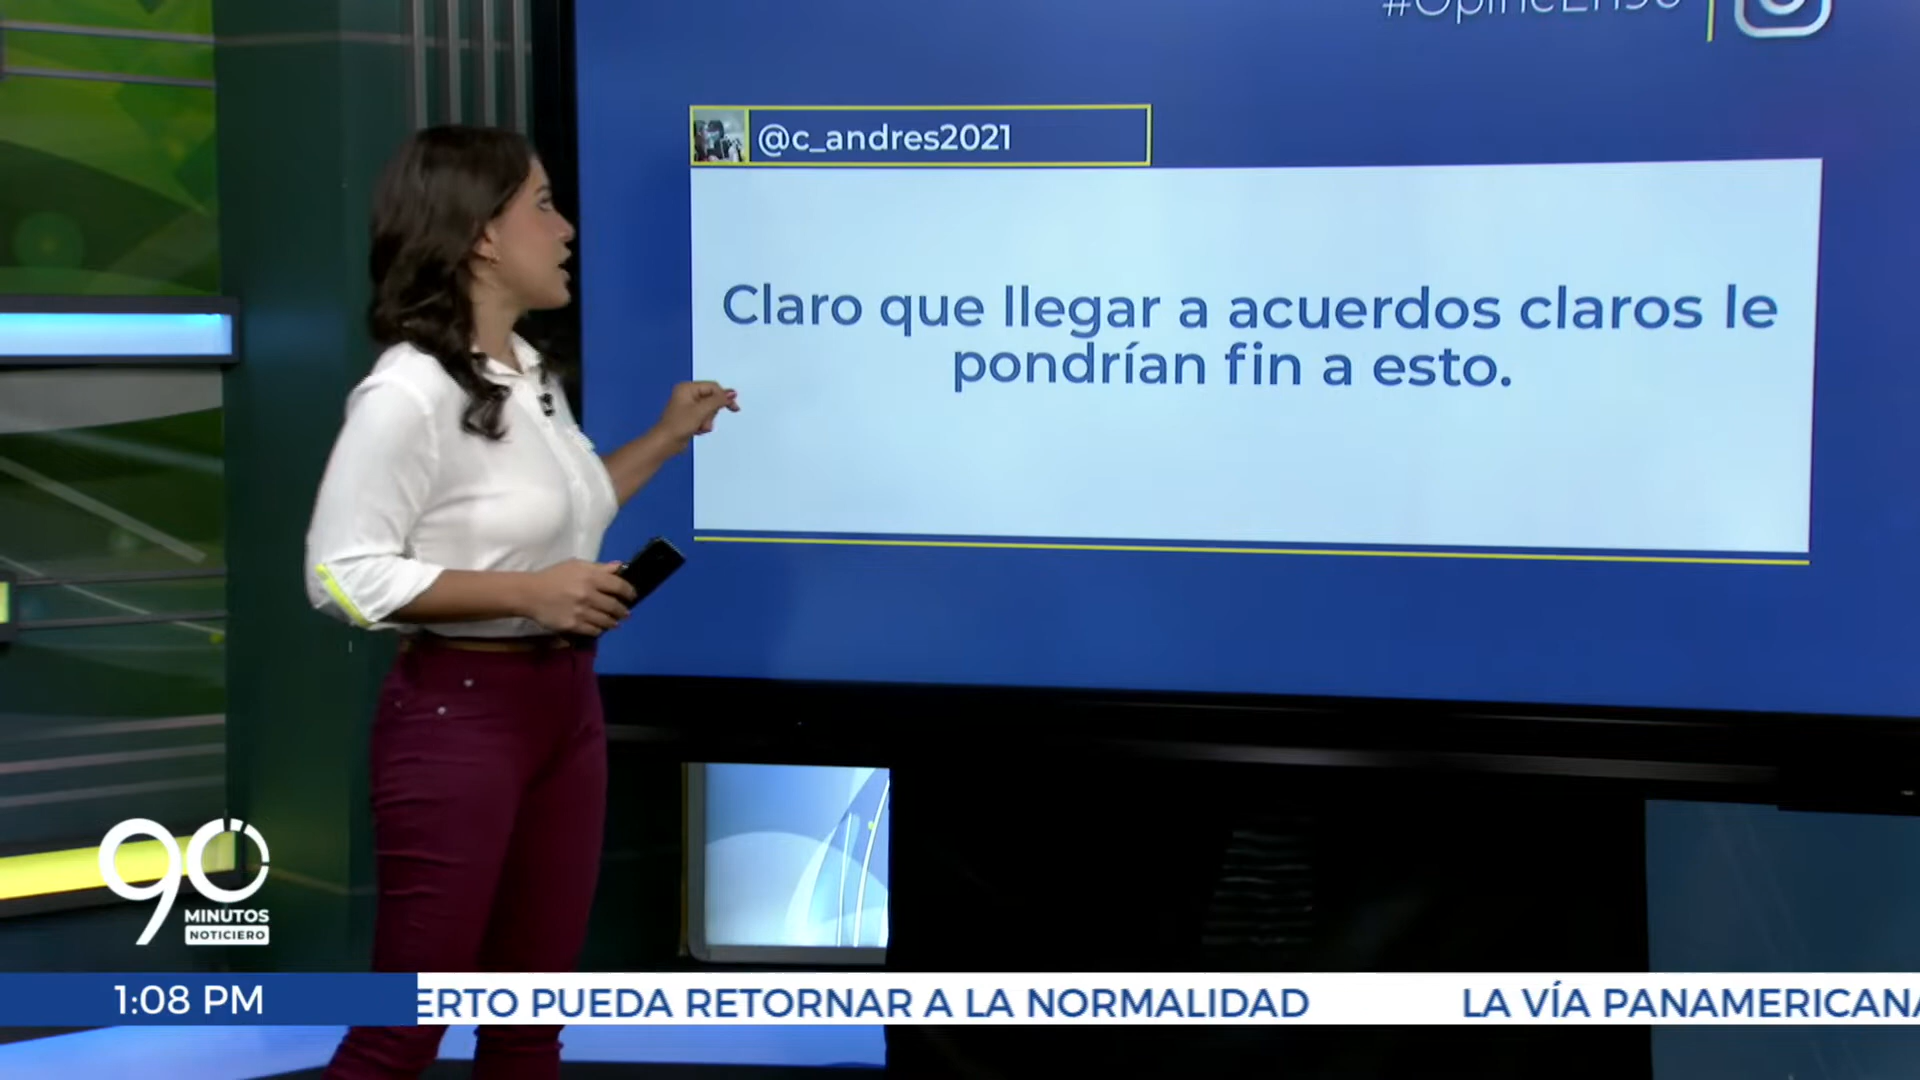 @c_andres2021
Claro que llegar a acuerdos claros le
pondrían fin a esto.
90
MINUTOS
NOTICIERO
1:08 PM
ERTO PUEDA RETORNAR A LA NORMALIDAD LA VÍA PANAMERICANA